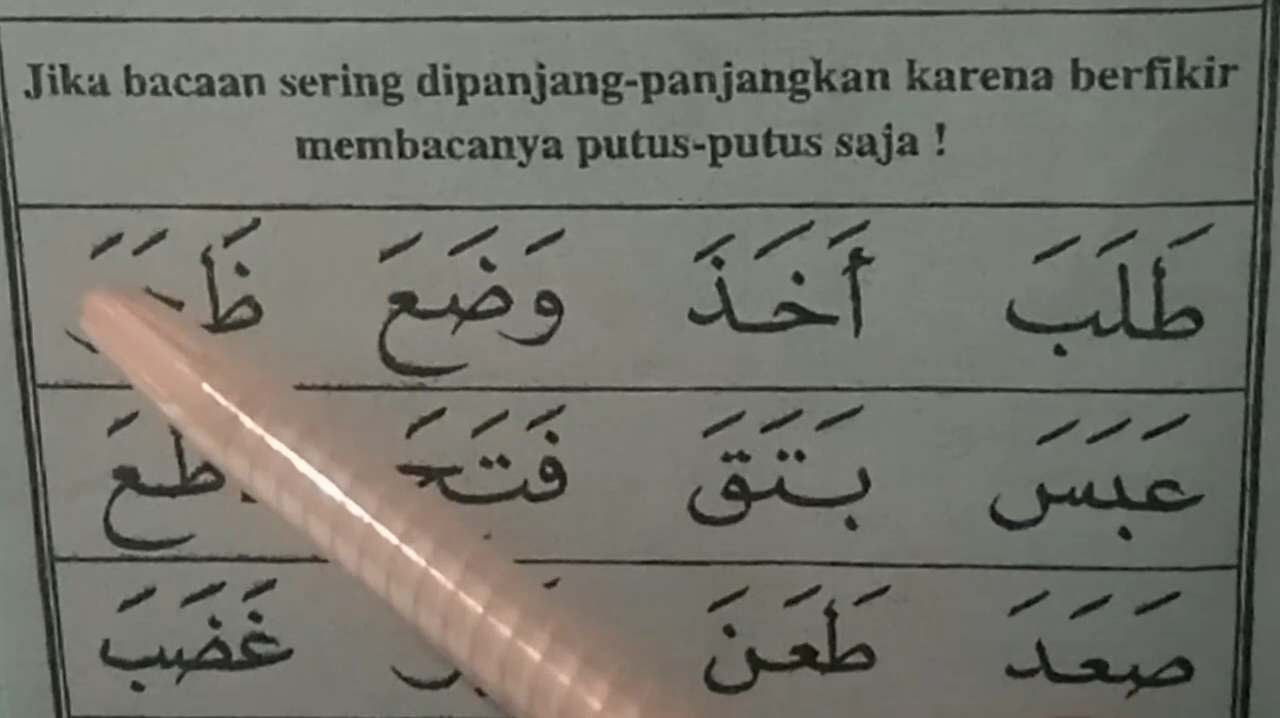 Jika bacaan sering dipanjang-panjangkan karena berfikir
membacanya putus-putus saja !
طَلَبَ أَخَذَ وَضَعَ
عَبَسَ بَتَقَ فَتَحَ
صَعَدَ طَعَنَ غَضَبَ